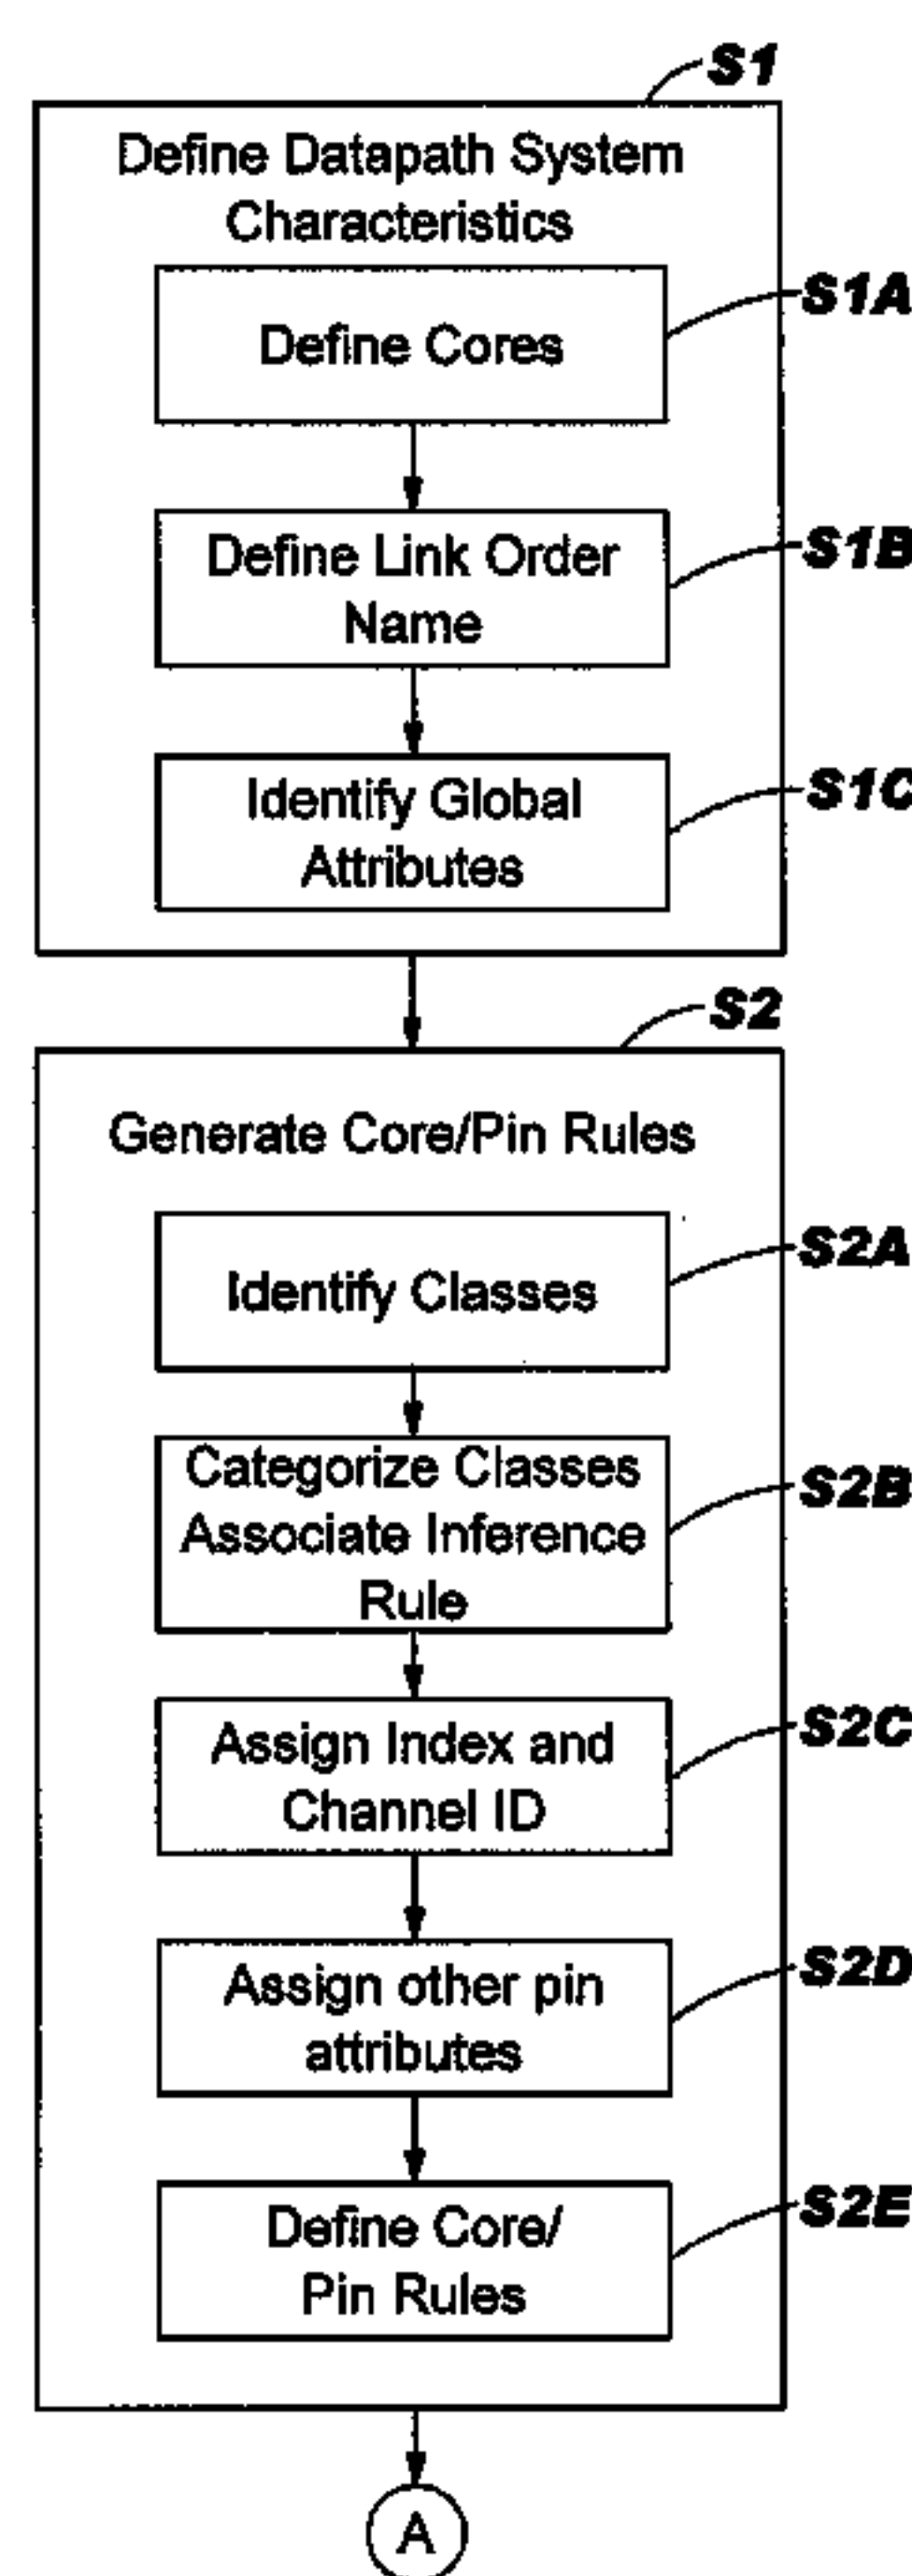 S1
Define Datapath System
Characteristics
S1A
Define Cores
S1B
Define Link Order
Name
S1C
Identify Global
Attributes
S2
Generate Core/Pin Rules
S2A
Identify Classes
S2B
Categorize Classes
Associate Inference
Rule
S2C
Assign Index and
Channel ID
S2D
Assign other pin
attributes
S2E
Define Core/
Pin Rules
A